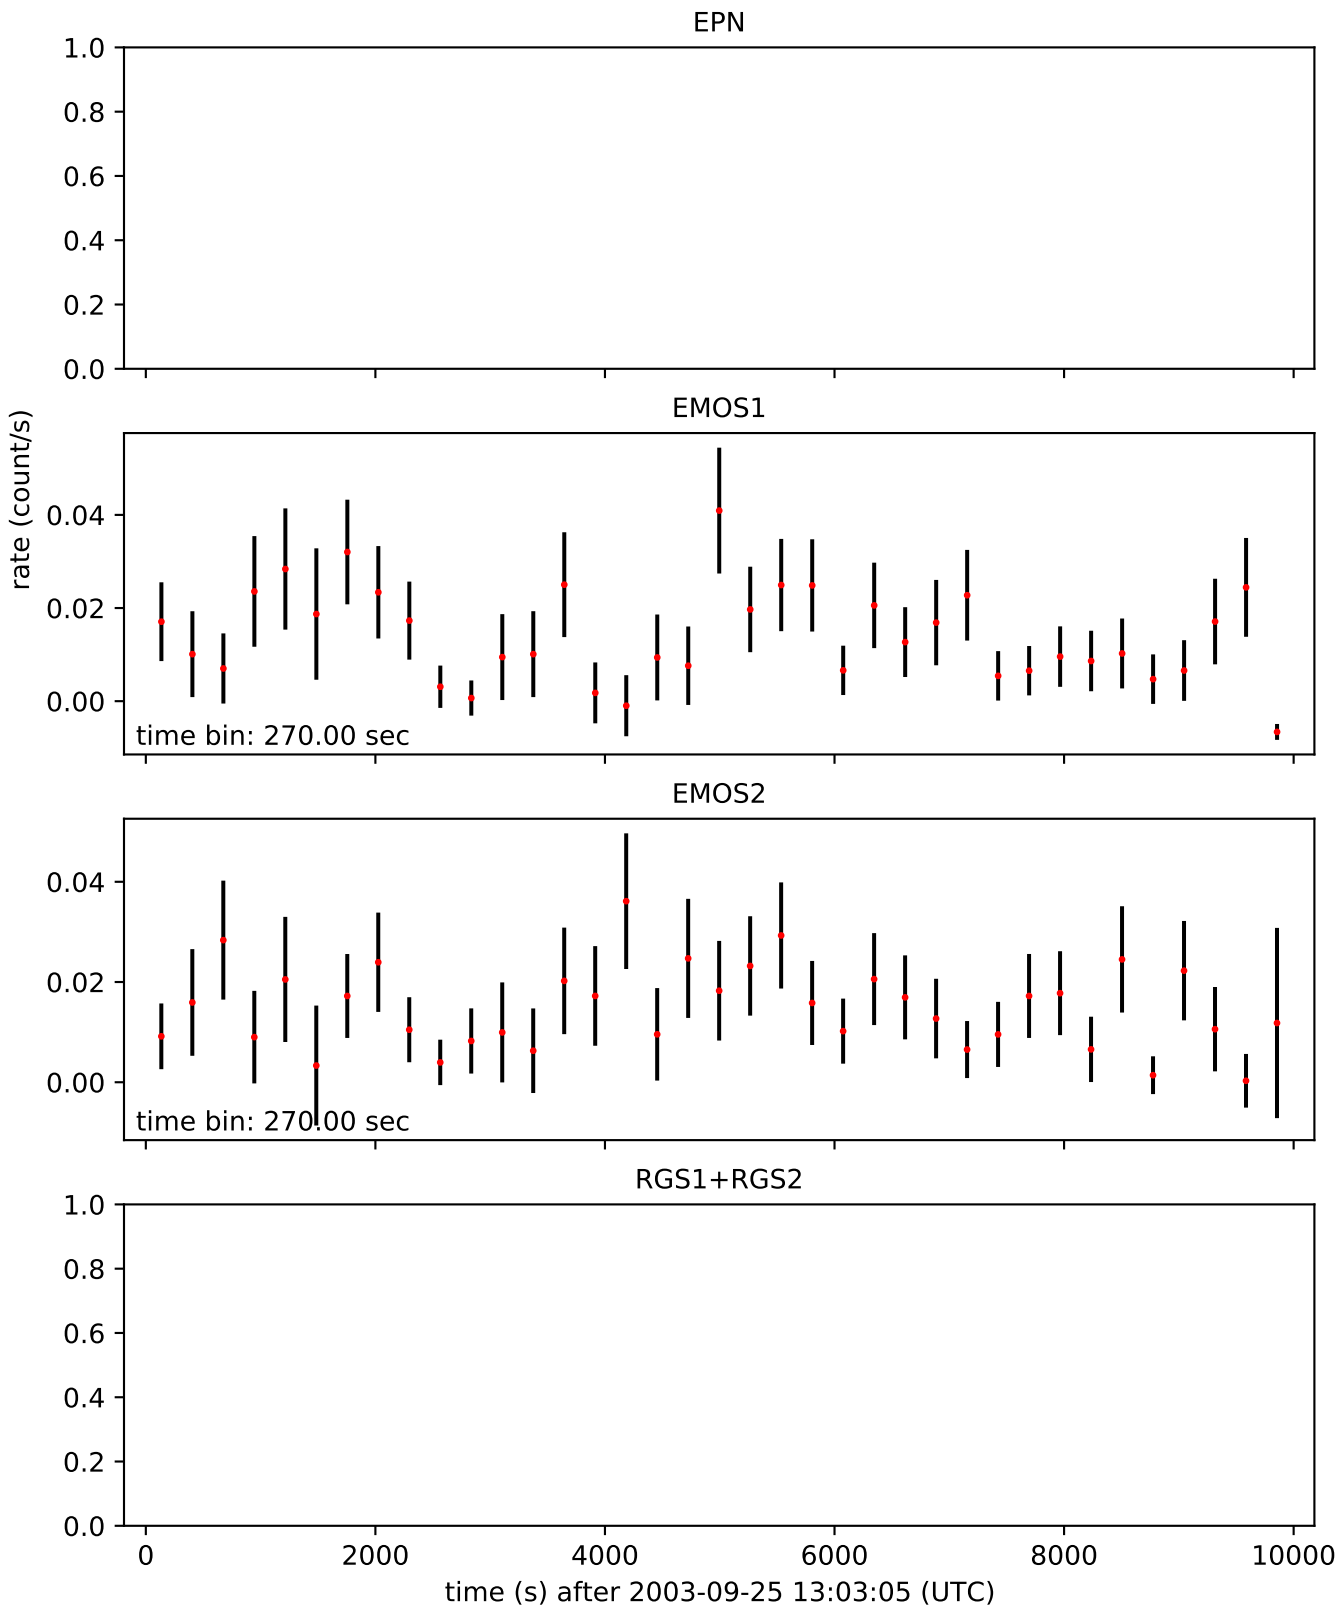 EPN
1.0
0.8
0.6
0.4
0.2
0.0
rate (count/s)
EMOS1
0.04
0.02
0.00
time bin: 270.00 sec
EMOS2
0.04
0.02
0.00
time bin: 270.00 sec
RGS1+RGS2
1.0
0.8
0.6
0.4
0.2
0.0
0 2000 4000 6000 8000 10000
time (s) after 2003-09-25 13:03:05 (UTC)